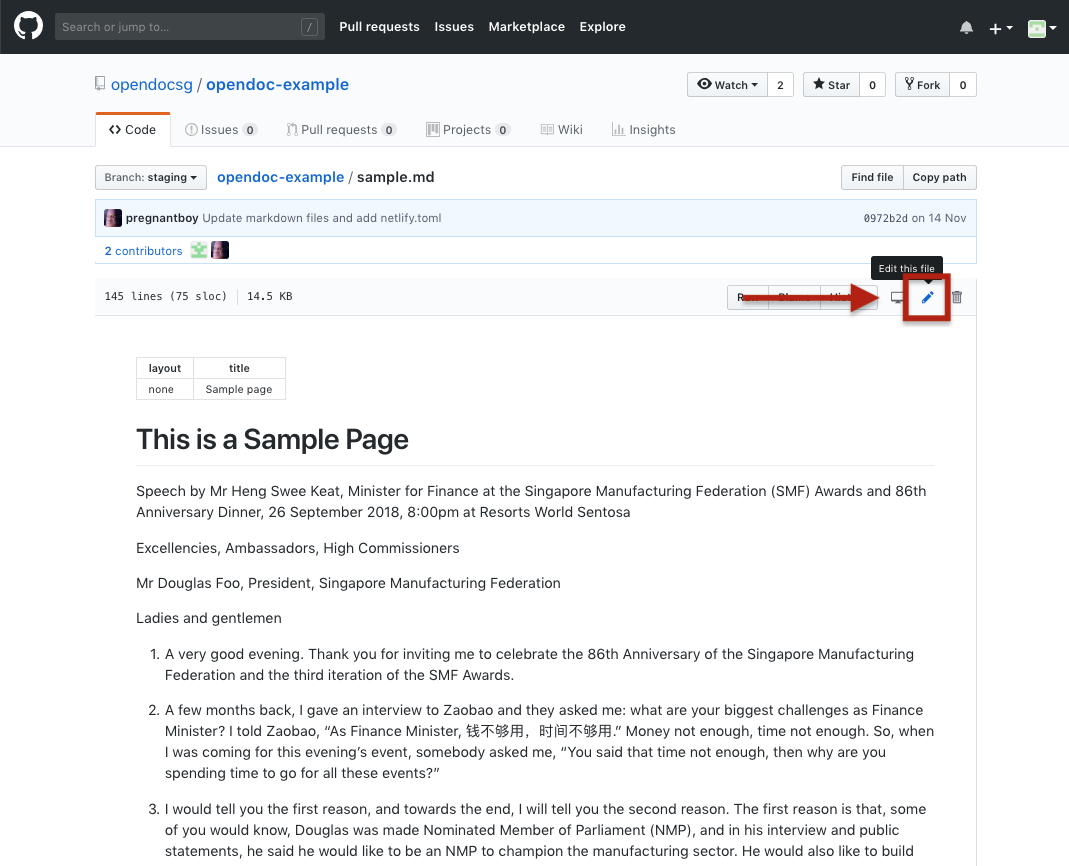 Search or jump to... /
Pull requests Issues Marketplace Explore
opendocsg / opendoc-example
Watch 2 Star 0 Fork 0
Code Issues 0 Pull requests 0 Projects 0 Wiki Insights
Branch: staging opendoc-example / sample.md Find file Copy path
pregnantboy Update markdown files and add netlify.toml 0972b2d on 14 Nov
2 contributors
Edit this file
145 lines (75 sloc) 14.5 KB
layout title
none Sample page
This is a Sample Page
Speech by Mr Heng Swee Keat, Minister for Finance at the Singapore Manufacturing Federation (SMF) Awards and 86th
Anniversary Dinner, 26 September 2018, 8:00pm at Resorts World Sentosa
Excellencies, Ambassadors, High Commissioners
Mr Douglas Foo, President, Singapore Manufacturing Federation
Ladies and gentlemen
1. A very good evening. Thank you for inviting me to celebrate the 86th Anniversary of the Singapore Manufacturing
Federation and the third iteration of the SMF Awards.
2. A few months back, I gave an interview to Zaobao and they asked me: what are your biggest challenges as Finance
Minister? I told Zaobao, “As Finance Minister, 钱不够用，时间不够用.” Money not enough, time not enough. So, when
I was coming for this evening’s event, somebody asked me, “You said that time not enough, then why are you
spending time to go for all these events?”
3. I would tell you the first reason, and towards the end, I will tell you the second reason. The first reason is that, some
of you would know, Douglas was made Nominated Member of Parliament (NMP), and in his interview and public
statements, he said he would like to be an NMP to champion the manufacturing sector. He would also like to build